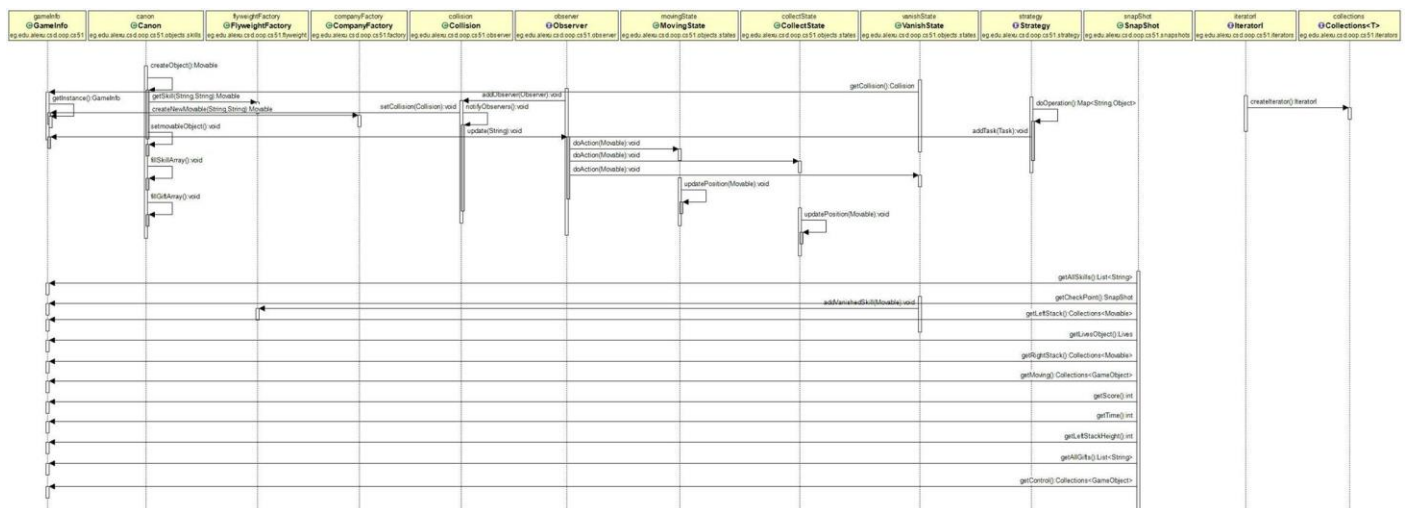 gameInfo
GameInfo
eg.edu.alexu.csd.oop.cs51
canon
Canon
eg.edu.alexu.csd.oop.cs51.objects.skills
flyweightFactory
FlyweightFactory
eg.edu.alexu.csd.oop.cs51.flyweight
companyFactory
CompanyFactory
eg.edu.alexu.csd.oop.cs51.factory
collision
Collision
eg.edu.alexu.csd.oop.cs51.observer
observer
Observer
eg.edu.alexu.csd.oop.cs51.observer
movingState
MovingState
eg.edu.alexu.csd.oop.cs51.objects.states
collectState
CollectState
eg.edu.alexu.csd.oop.cs51.objects.states
vanishState
VanishState
eg.edu.alexu.csd.oop.cs51.objects.states
strategy
Strategy
eg.edu.alexu.csd.oop.cs51.strategy
snapShot
SnapShot
eg.edu.alexu.csd.oop.cs51.snapshots
iteratorI
IteratorI
eg.edu.alexu.csd.oop.cs51.iterators
collections
Collections<T>
eg.edu.alexu.csd.oop.cs51.iterators
createObject():Movable
getCollision():Collision
getSkill(String,String):Movable
addObserver(Observer):void
getInstance():GameInfo
createNewMovable(String,String):Movable
setCollision(Collision):void
notifyObservers():void
doOperation():Map<String,Object>
createIterator():IteratorI
setmovableObject():void
update(String):void
addTask(Task):void
doAction(Movable):void
doAction(Movable):void
fillSkillArray():void
doAction(Movable):void
updatePosition(Movable):void
fillGiftArray():void
updatePosition(Movable):void
getAllSkills():List<String>
getCheckPoint():SnapShot
addVanishedSkill(Movable):void
getLeftStack():Collections<Movable>
getLivesObject():Lives
getRightStack():Collections<Movable>
getMoving():Collections<GameObject>
getScore():int
getTime():int
getLeftStackHeight():int
getAllGifts():List<String>
getControl():Collections<GameObject>